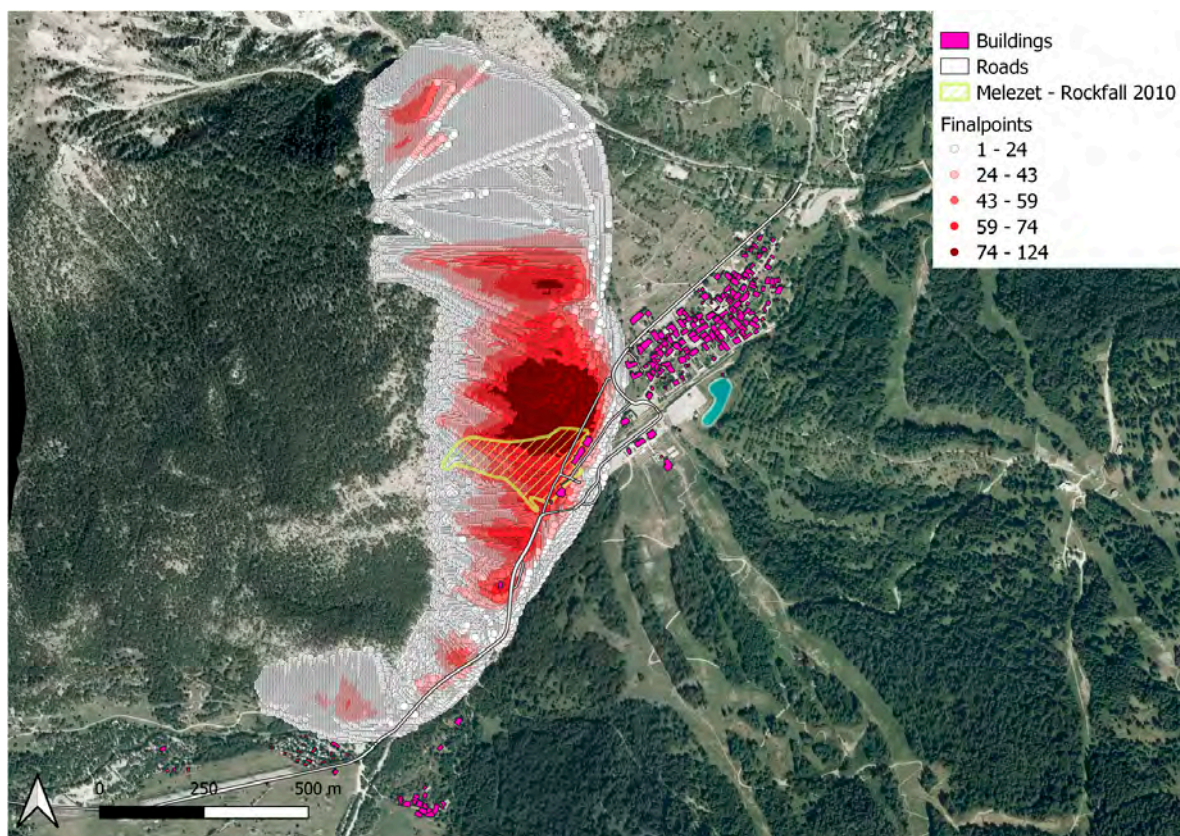 Buildings
Roads
Melezet - Rockfall 2010
Finalpoints
1 - 24
24 - 43
43 - 59
59 - 74
74 - 124
0 250 500 m